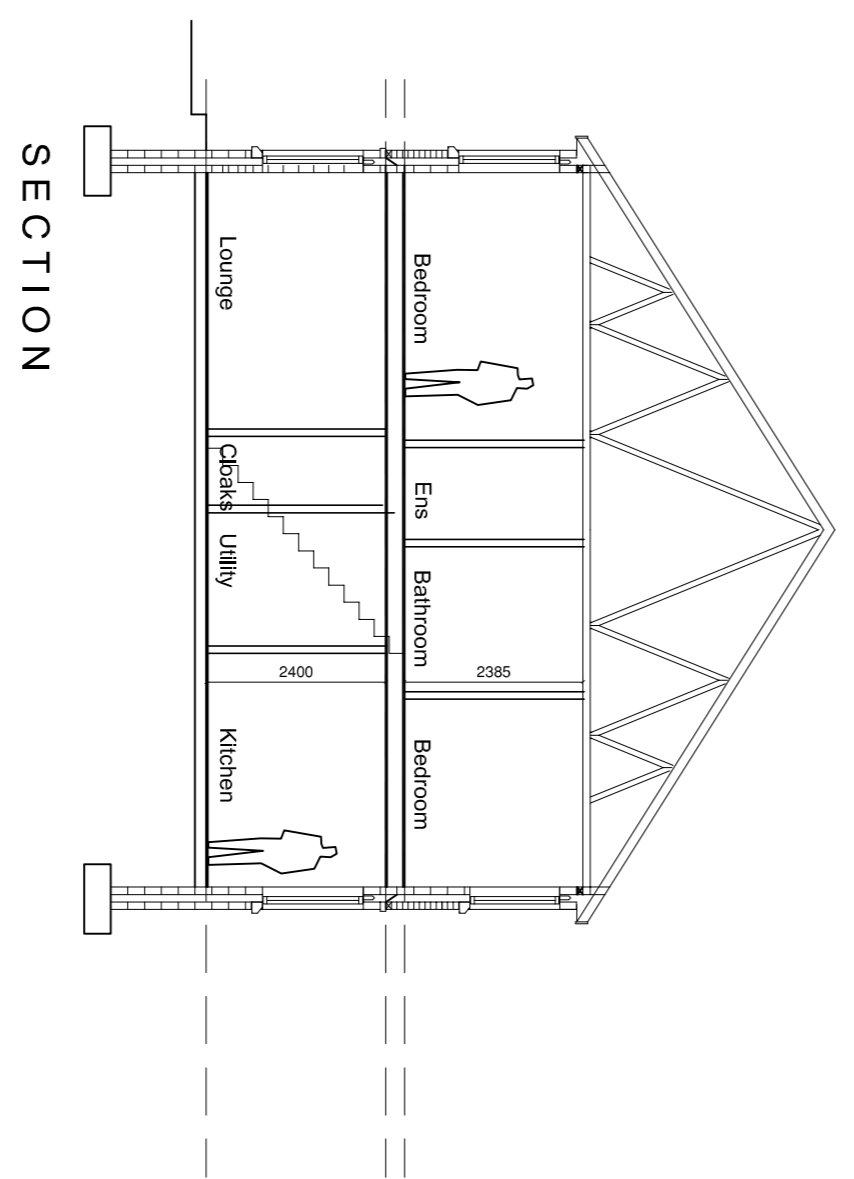 Bedroom
Ens
Bathroom
Bedroom
2385
Lounge
Cloaks
Utility
Kitchen
2400
SECTION